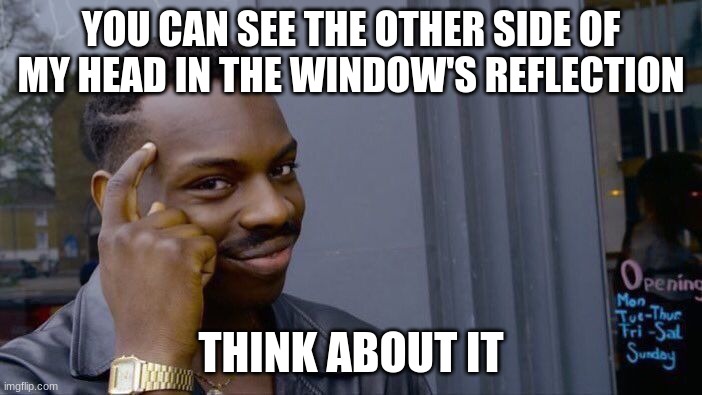 YOU CAN SEE THE OTHER SIDE OF
MY HEAD IN THE WINDOW'S REFLECTION
Opening
Mon
Tue-Thur
Fri-Sat
Sunday
THINK ABOUT IT
imgflip.com